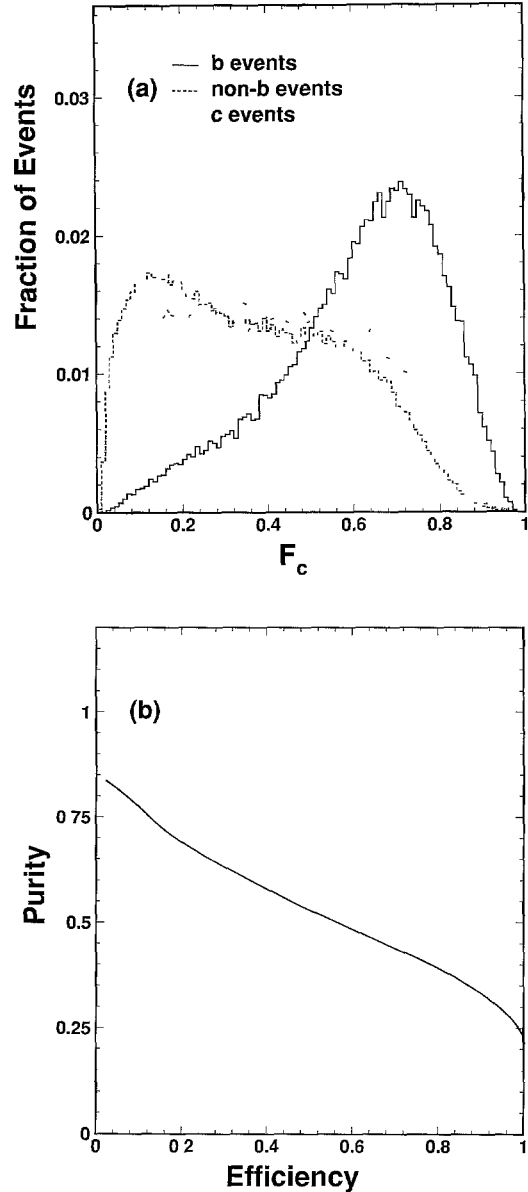 b events
(a)
non-b events
c events
0.03
0.02
0.01
0
Fraction of Events
0
0.2
0.4
0.6
0.8
1
F_c
(b)
1
0 75
0.5
0.25
0
Purity
0
0 2
0.4
0.6
0.8
1
Efficiency